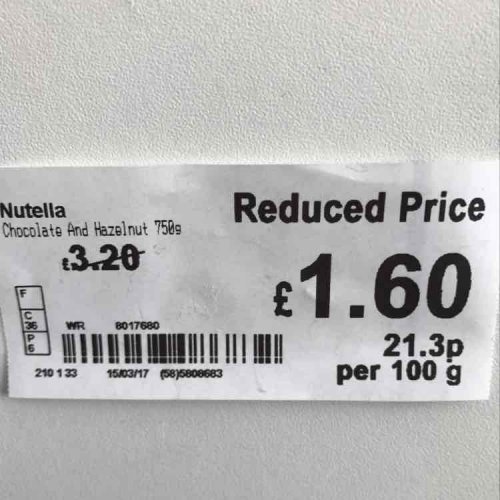 Nutella
Chocolate And Hazelnut 750g
£3.20
Reduced Price
£1.60
21.3p
per 100 g
F
C
36
P
6
WR 8017680
210 1 33 15/03/17 (58)5808683